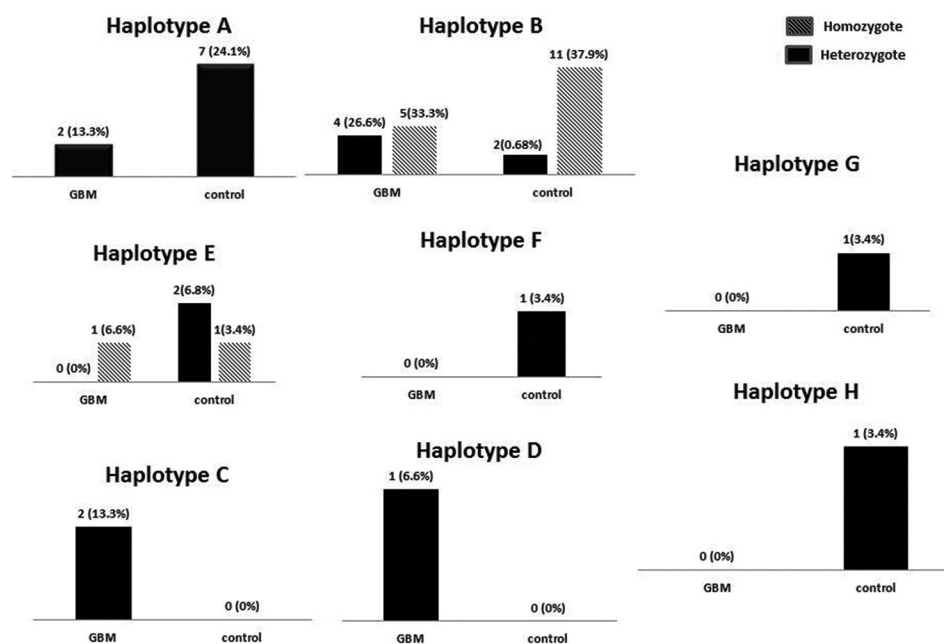 Haplotype A
7 (24.1%)
2 (13.3%)
GBM control
Haplotype B
11 (37.9%)
4 (26.6%) 5(33.3%)
2(0.68%)
GBM control
Homozygote
Heterozygote
Haplotype G
1(3.4%)
0 (0%)
GBM control
Haplotype E
2(6.8%)
1 (6.6%) 1(3.4%)
0 (0%)
GBM control
Haplotype F
1 (3.4%)
0 (0%)
GBM control
Haplotype H
1 (3.4%)
0 (0%)
GBM control
Haplotype C
2 (13.3%)
0 (0%)
GBM control
Haplotype D
1 (6.6%)
0 (0%)
GBM control